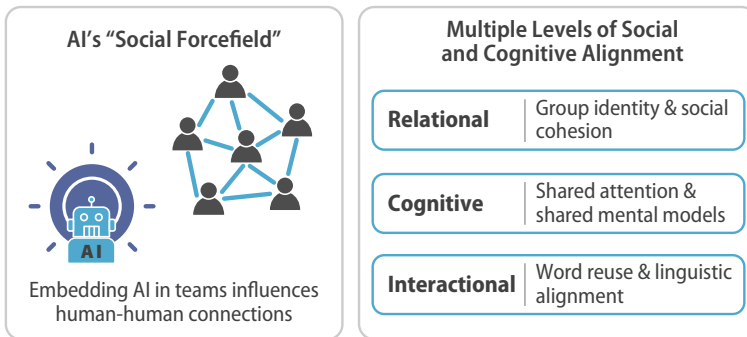 AI's “Social Forcefield”
AI
Embedding AI in teams influences
human-human connections
Multiple Levels of Social
and Cognitive Alignment
Relational
Group identity & social
cohesion
Cognitive
Shared attention &
shared mental models
Interactional
Word reuse & linguistic
alignment